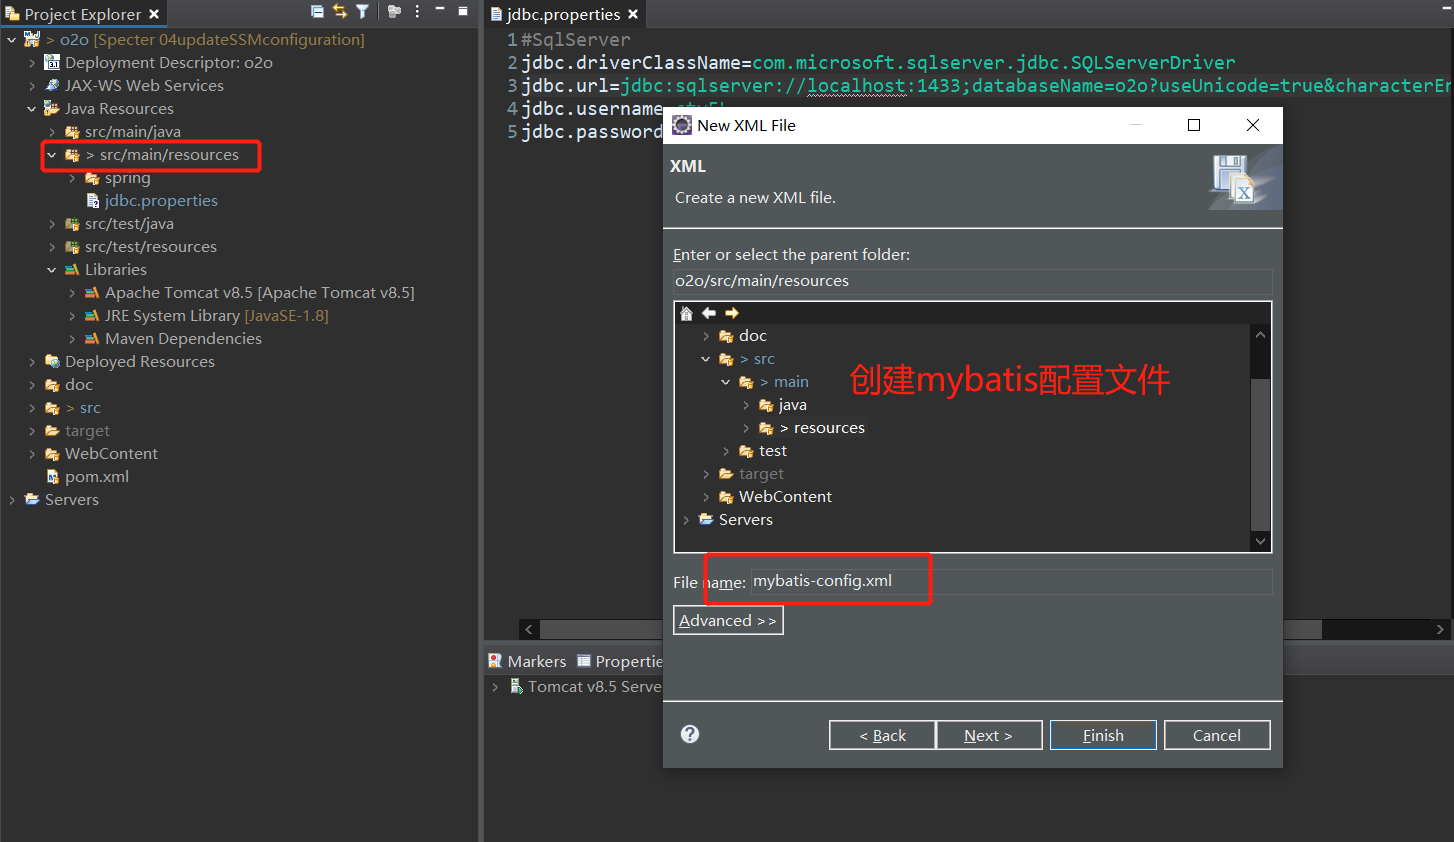 Project Explorer
> o2o [Specter 04updateSSMconfiguration]
Deployment Descriptor: o2o
JAX-WS Web Services
Java Resources
src/main/java
> src/main/resources
spring
jdbc.properties
src/test/java
src/test/resources
Libraries
Apache Tomcat v8.5 [Apache Tomcat v8.5]
JRE System Library [JavaSE-1.8]
Maven Dependencies
Deployed Resources
doc
> src
target
WebContent
pom.xml
Servers
jdbc.properties
1 #SqlServer
2 jdbc.driverClassName=com.microsoft.sqlserver.jdbc.SQLServerDriver
3 jdbc.url=jdbc:sqlserver://localhost:1433;databaseName=o2o?useUnicode=true&characterEn
4 jdbc.username
5 jdbc.password
New XML File
XML
Create a new XML file.
Enter or select the parent folder:
o2o/src/main/resources
doc
> src
> main
java
> resources
test
target
WebContent
Servers
创建mybatis配置文件
File name: mybatis-config.xml
Advanced >>
< Back
Next >
Finish
Cancel
Markers
Propertie
Tomcat v8.5 Serve